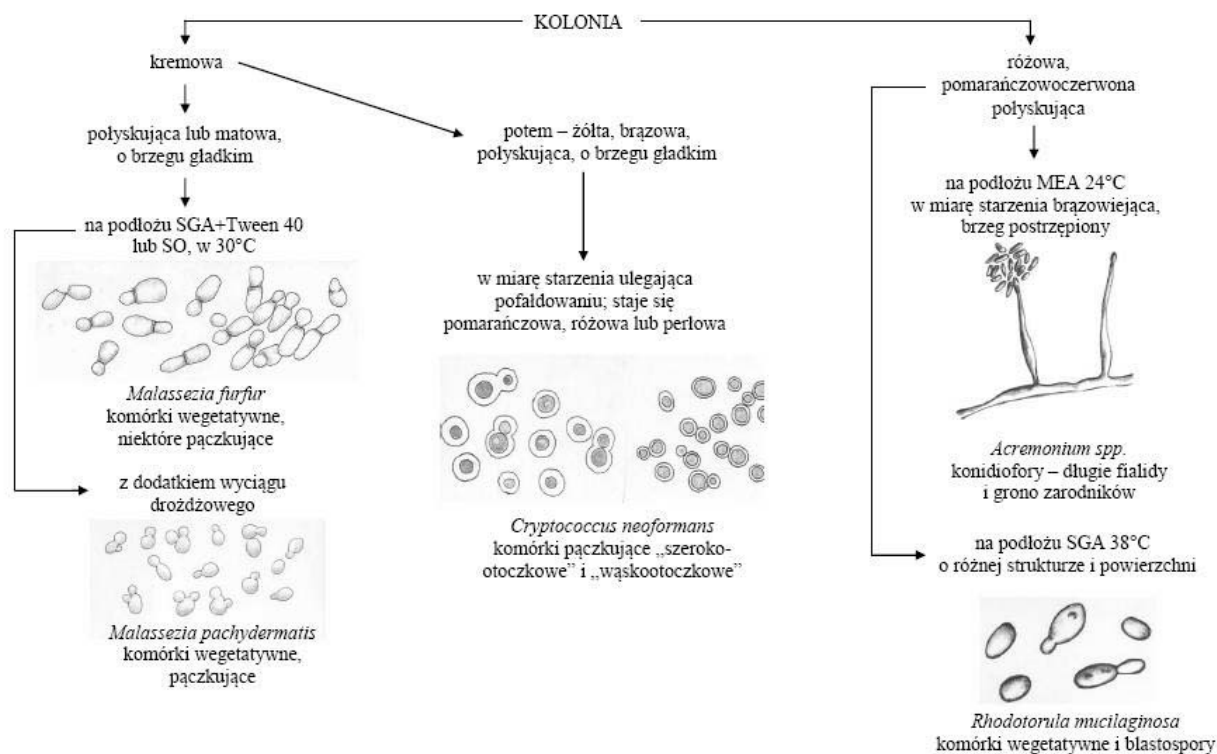 KOLONIA
kremowa
połyskująca lub matowa,
o brzegu gładkim
na podłożu SGA+Tween 40
lub SO, w 30°C
Malassezia furfur
komórki wegetatywne,
niektóre pączkujące
z dodatkiem wyciągu
drożdżowego
Malassezia pachydermatis
komórki wegetatywne,
pączkujące
potem – żółta, brązowa,
połyskująca, o brzegu gładkim
w miarę starzenia ulegająca
pofałdowaniu; staje się
pomarańczowa, różowa lub perłowa
Cryptococcus neoformans
komórki pączkujące „szeroko-
otoczkowe” i „wąskootoczkowe”
różowa,
pomarańczowoczerwona
połyskująca
na podłożu MEA 24°C
w miarę starzenia brązowiejąca,
brzeg postrzępiony
Acremonium spp.
konidiofory – długie fialidy
i grono zarodników
na podłożu SGA 38°C
o różnej strukturze i powierzchni
Rhodotorula mucilaginosa
komórki wegetatywne i blastospory